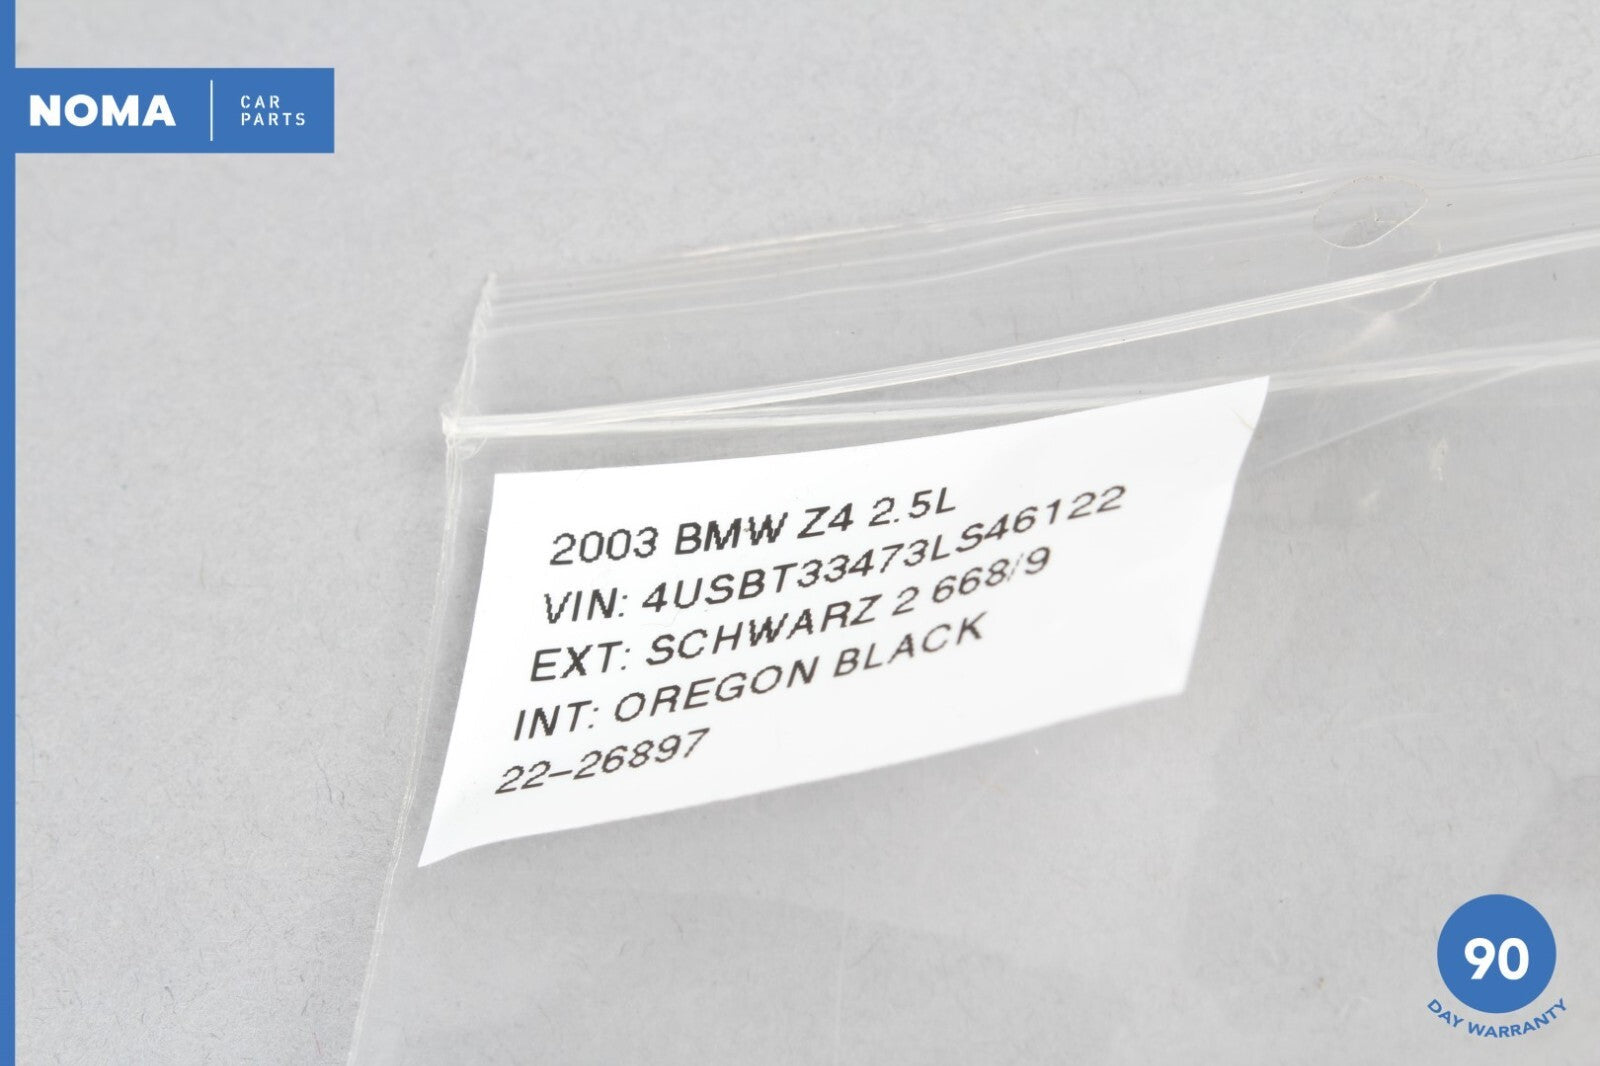 NOMA
CAR
PARTS
2003 BMW Z4 2.5L
VIN: 4USBT33473LS46122
EXT: SCHWARZ 2 668/9
INT: OREGON BLACK
22-26897
90
DAY WARRANTY